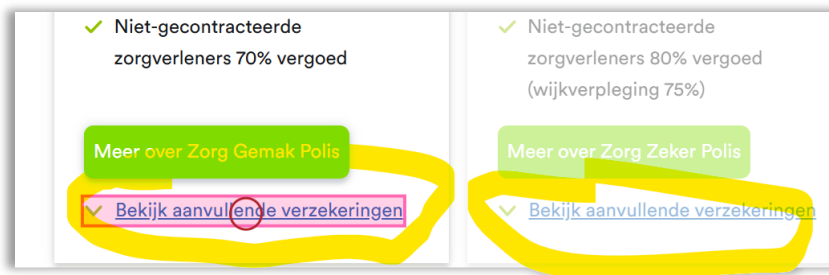 Niet-gecontracteerde
zorgverleners 70% vergoed
Meer over Zorg Gemak Polis
Bekijk aanvullende verzekeringen
Niet-gecontracteerde
zorgverleners 80% vergoed
(wijkverpleging 75%)
Meer over Zorg Zeker Polis
Bekijk aanvullende verzekeringen